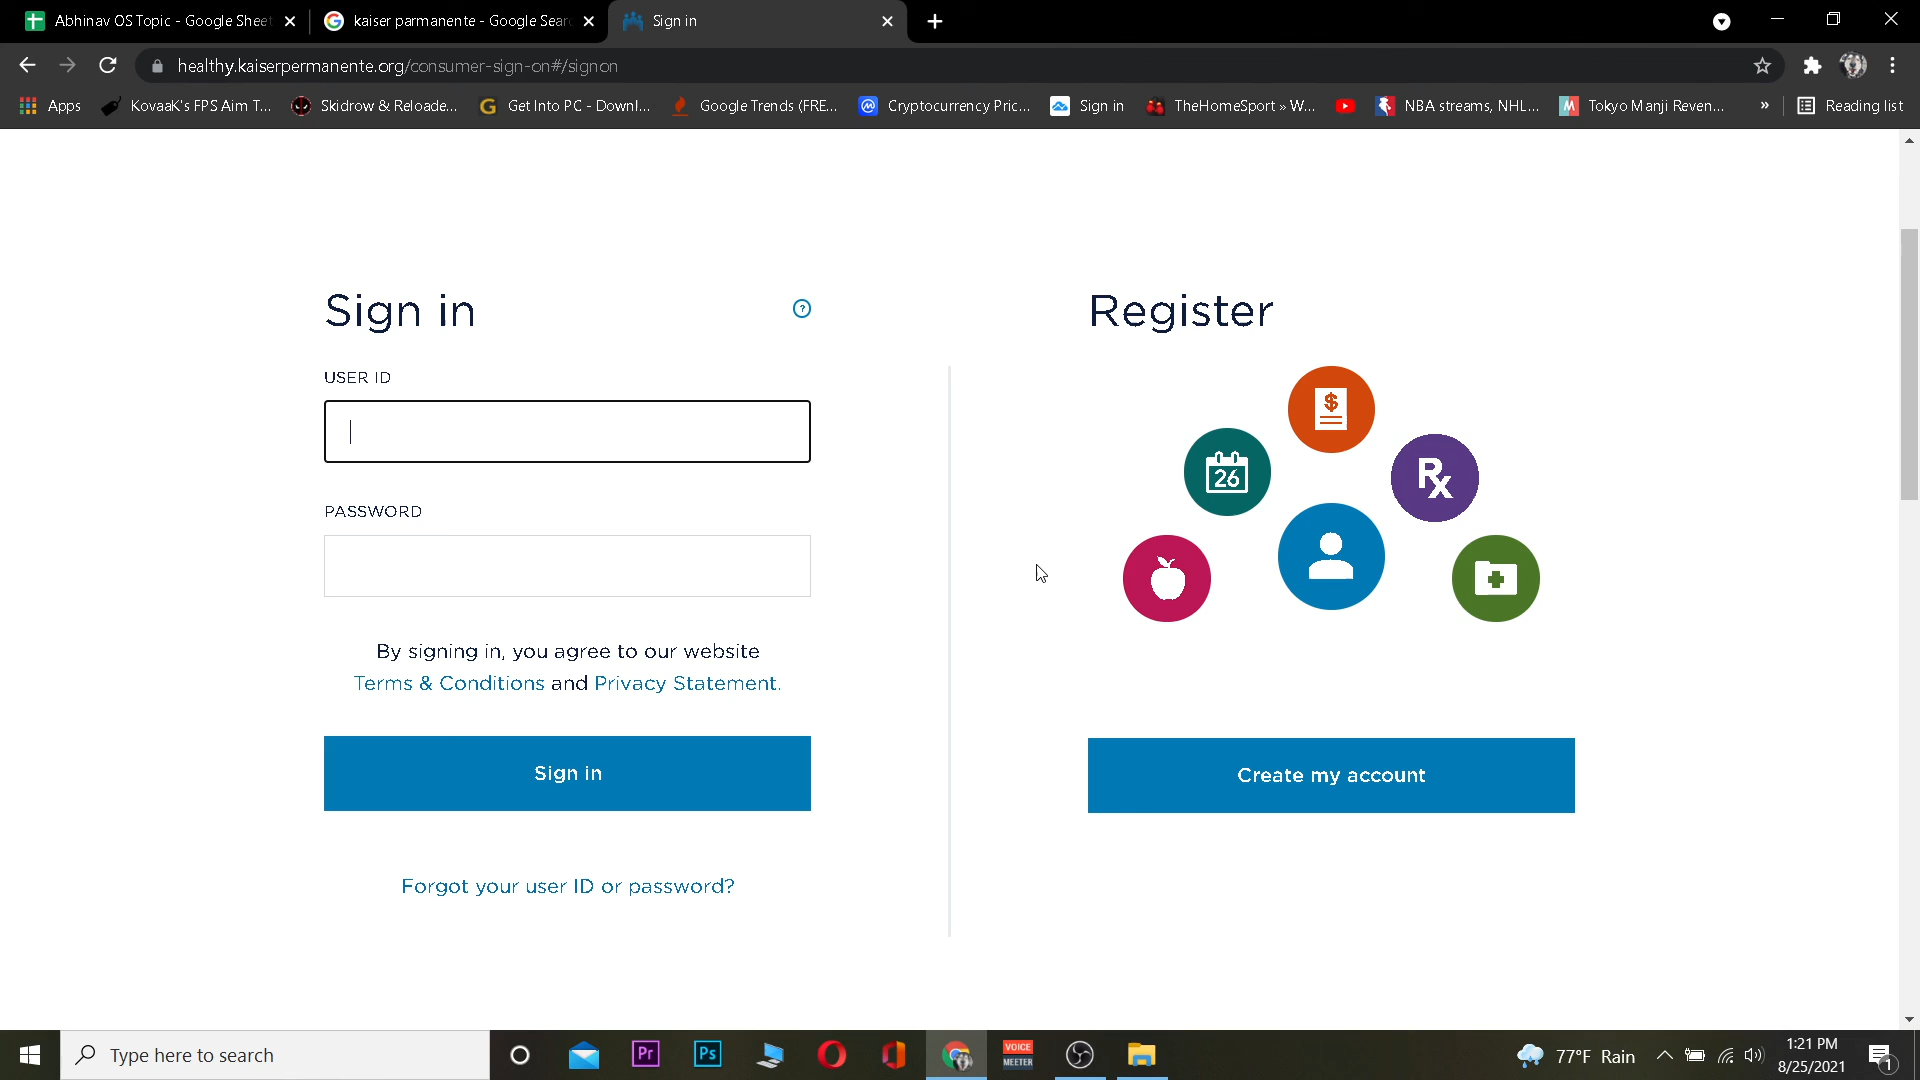 Abhinav OS Topic - Google Sheet
kaiser parmanente - Google Sear
Sign in
healthy.kaiserpermanente.org/consumer-sign-on#/signon
Apps
KovaaK's FPS Aim T...
Skidrow & Reloade...
Get Into PC - Downl...
Google Trends (FRE...
Cryptocurrency Pric...
Sign in
TheHomeSport » W...
NBA streams, NHL...
Tokyo Manji Reven...
»
Reading list
Sign in
?
USER ID
PASSWORD
By signing in, you agree to our website
Terms & Conditions and Privacy Statement.
Sign in
Forgot your user ID or password?
Register
$
26
Rx
Create my account
Type here to search
Pr
Ps
VOICE
MEETER
77°F Rain
1:21 PM
8/25/2021
1